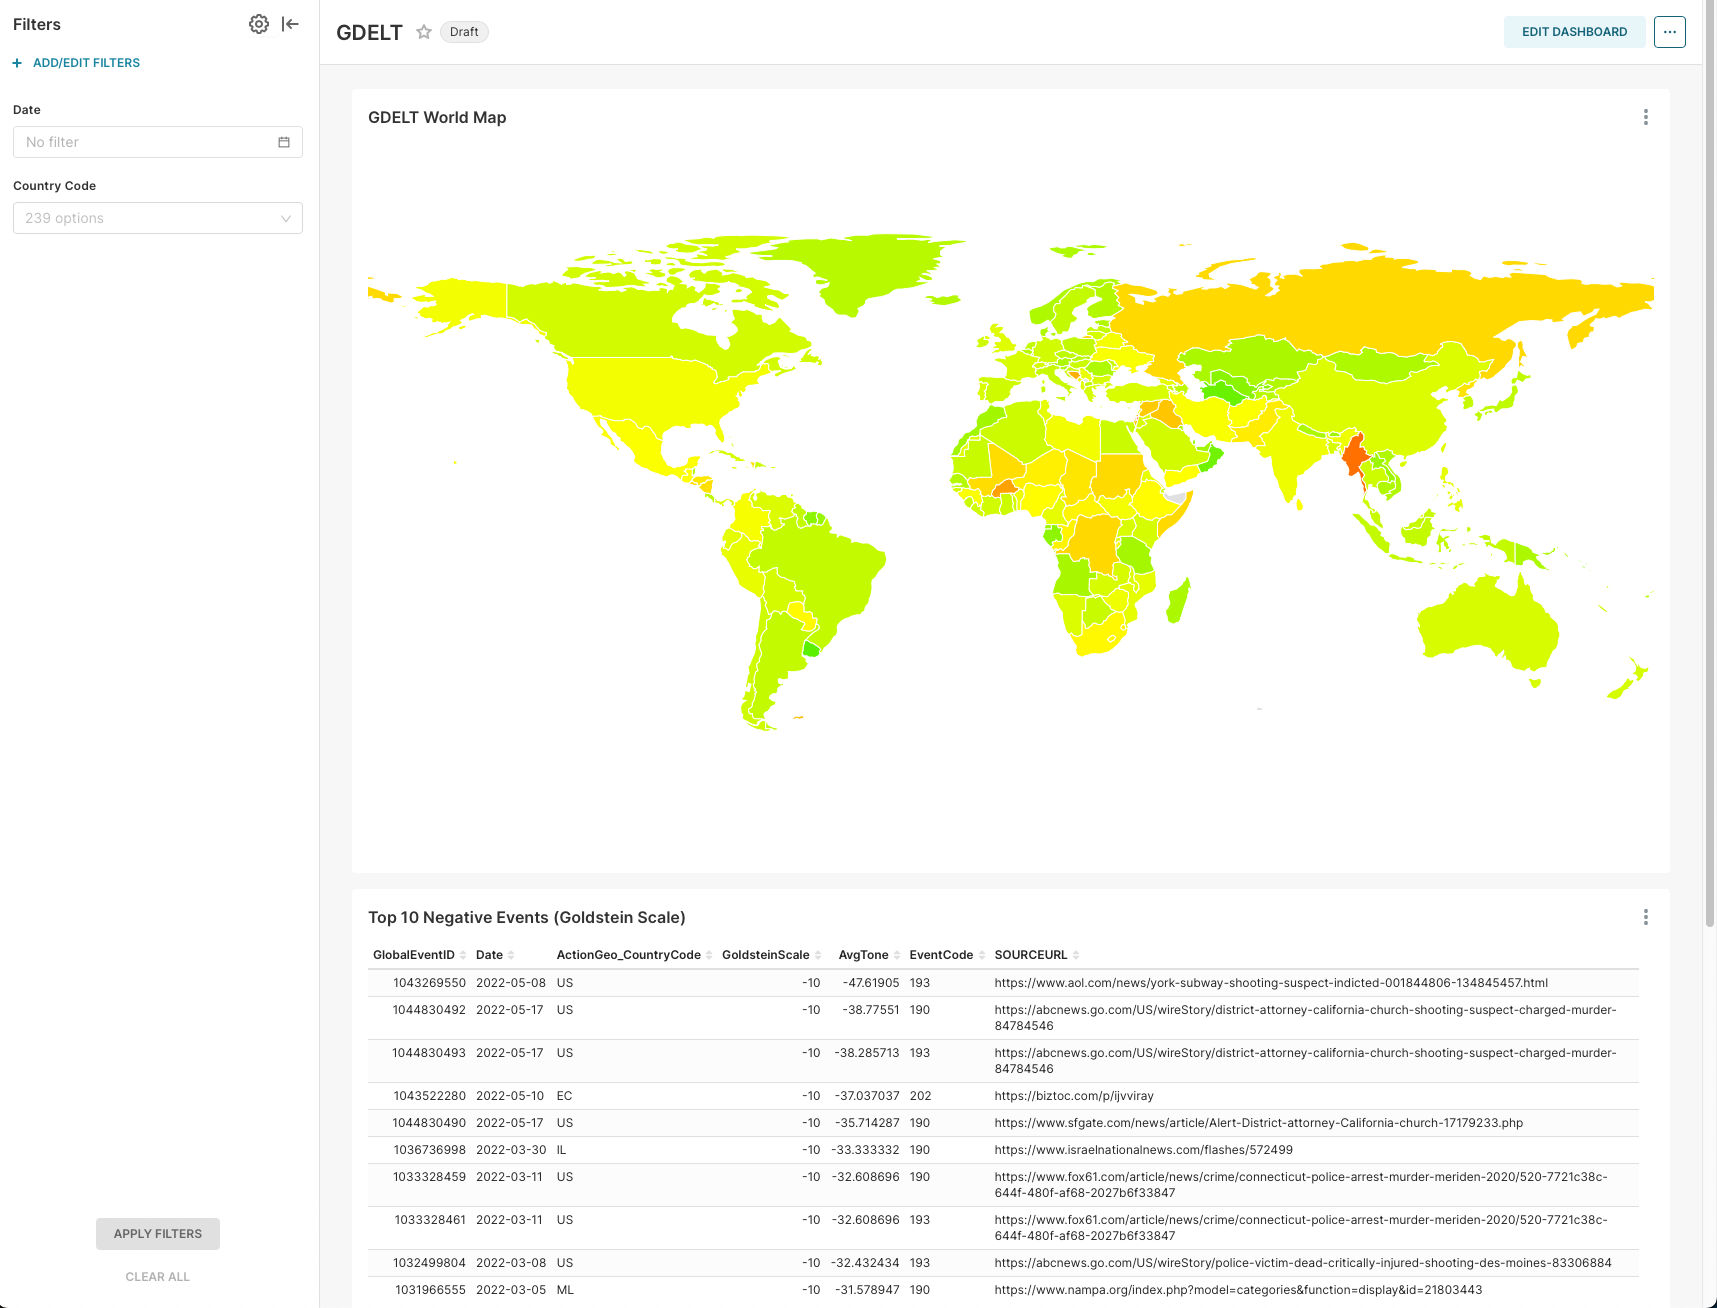 Filters
+ ADD/EDIT FILTERS
Date
No filter
Country Code
239 options
APPLY FILTERS
CLEAR ALL
GDELT
Draft
EDIT DASHBOARD
...
GDELT World Map
Top 10 Negative Events (Goldstein Scale)
GlobalEventID Date ActionGeo_CountryCode GoldsteinScale AvgTone EventCode SOURCEURL
1043269550 2022-05-08 US -10 -47.61905 193 https://www.aol.com/news/york-subway-shooting-suspect-indicted-001844806-134845457.html
1044830492 2022-05-17 US -10 -38.77551 190 https://abcnews.go.com/US/wireStory/district-attorney-california-church-shooting-suspect-charged-murder-
84784546
1044830493 2022-05-17 US -10 -38.285713 193 https://abcnews.go.com/US/wireStory/district-attorney-california-church-shooting-suspect-charged-murder-
84784546
1043522280 2022-05-10 EC -10 -37.037037 202 https://biztoc.com/p/ijvviray
1044830490 2022-05-17 US -10 -35.714287 190 https://www.sfgate.com/news/article/Alert-District-attorney-California-church-17179233.php
1036736998 2022-03-30 IL -10 -33.333332 190 https://www.israelnationalnews.com/flashes/572499
1033328459 2022-03-11 US -10 -32.608696 190 https://www.fox61.com/article/news/crime/connecticut-police-arrest-murder-meriden-2020/520-7721c38c-
644f-480f-af68-2027b6f33847
1033328461 2022-03-11 US -10 -32.608696 193 https://www.fox61.com/article/news/crime/connecticut-police-arrest-murder-meriden-2020/520-7721c38c-
644f-480f-af68-2027b6f33847
1032499804 2022-03-08 US -10 -32.432434 193 https://abcnews.go.com/US/wireStory/police-victim-dead-critically-injured-shooting-des-moines-83306884
1031966555 2022-03-05 ML -10 -31.578947 190 https://www.nampa.org/index.php?model=categories&function=display&id=21803443